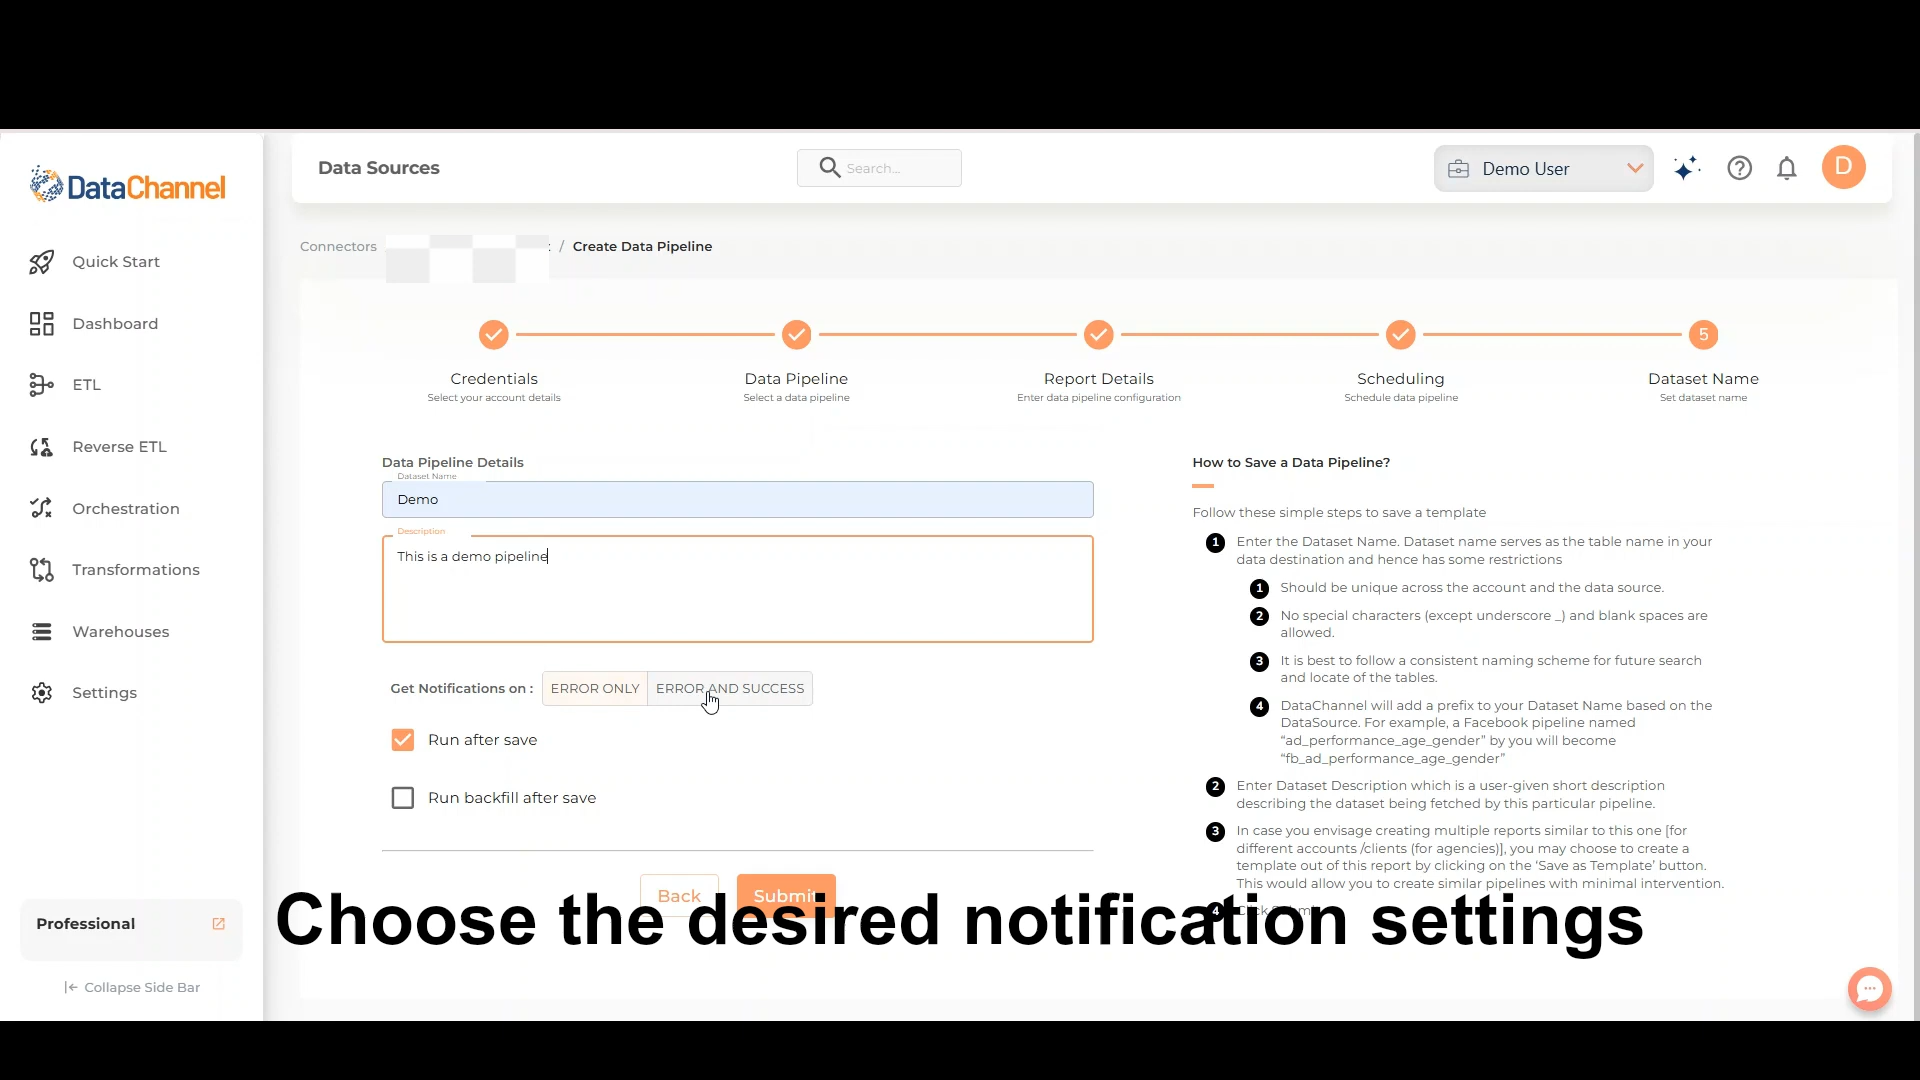 DataChannel
Data Sources
Search...
Demo User
D
Quick Start
Dashboard
ETL
Reverse ETL
Orchestration
Transformations
Warehouses
Settings
Professional
Collapse Side Bar
Connectors
/ Create Data Pipeline
5
Credentials
Select your account details
Data Pipeline
Select a data pipeline
Report Details
Enter data pipeline configuration
Scheduling
Schedule data pipeline
Dataset Name
Set dataset name
Data Pipeline Details
Dataset Name
Demo
Description
This is a demo pipeline
Get Notifications on :
ERROR ONLY
ERROR AND SUCCESS
Run after save
Run backfill after save
Back
Submit
How to Save a Data Pipeline?
Follow these simple steps to save a template
1 Enter the Dataset Name. Dataset name serves as the table name in your
data destination and hence has some restrictions
1 Should be unique across the account and the data source.
2 No special characters (except underscore _) and blank spaces are
allowed.
3 It is best to follow a consistent naming scheme for future search
and locate of the tables.
4 DataChannel will add a prefix to your Dataset Name based on the
DataSource. For example, a Facebook pipeline named
“ad_performance_age_gender” by you will become
“fb_ad_performance_age_gender”
2 Enter Dataset Description which is a user-given short description
describing the dataset being fetched by this particular pipeline.
3 In case you envisage creating multiple reports similar to this one [for
different accounts /clients (for agencies)], you may choose to create a
template out of this report by clicking on the ‘Save as Template’ button.
This would allow you to create similar pipelines with minimal intervention.
4 Click Submit
Choose the desired notification settings